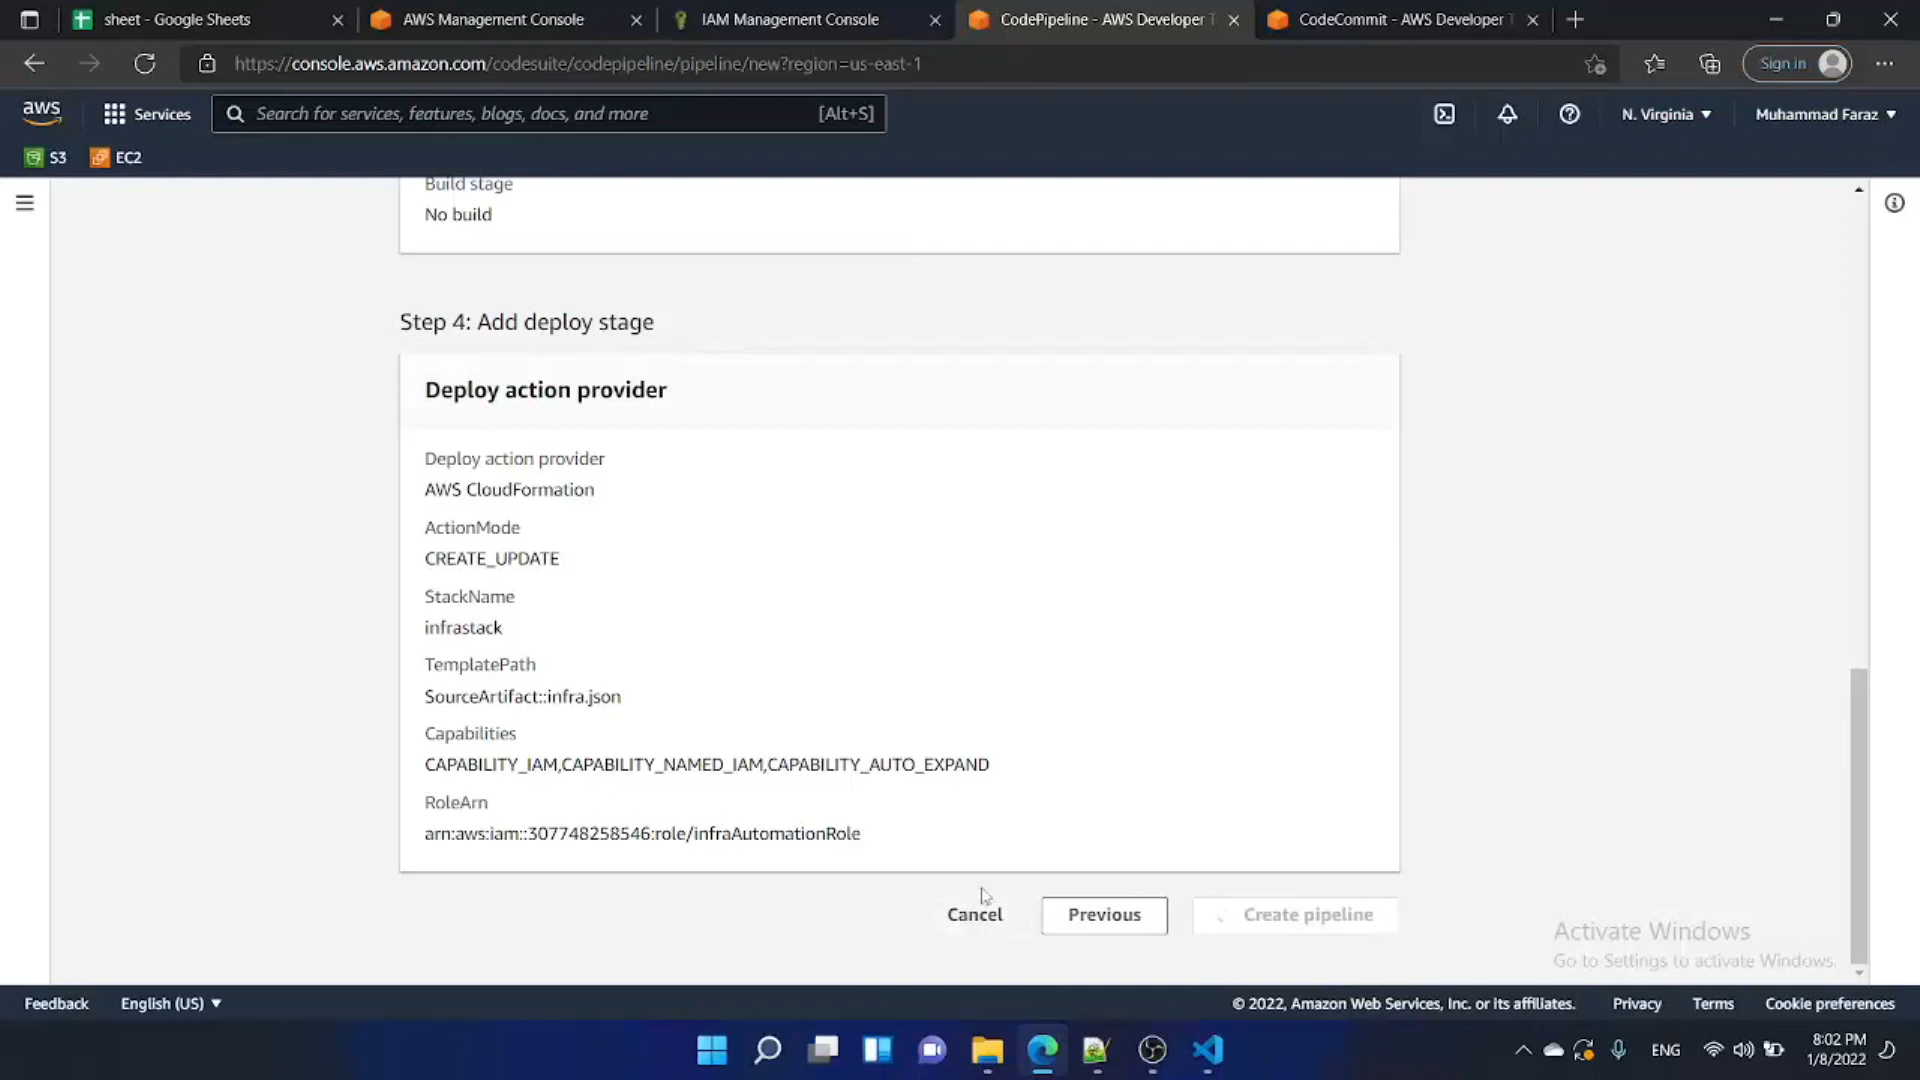 sheet - Google Sheets
AWS Management Console
IAM Management Console
CodePipeline - AWS Developer T
CodeCommit - AWS Developer T
https://console.aws.amazon.com/codesuite/codepipeline/pipeline/new?region=us-east-1
Sign in
aws
Services
Search for services, features, blogs, docs, and more
[Alt+S]
N. Virginia
Muhammad Faraz
S3
EC2
Build stage
No build
Step 4: Add deploy stage
Deploy action provider
Deploy action provider
AWS CloudFormation
ActionMode
CREATE_UPDATE
StackName
infrastack
TemplatePath
SourceArtifact::infra.json
Capabilities
CAPABILITY_IAM,CAPABILITY_NAMED_IAM,CAPABILITY_AUTO_EXPAND
RoleArn
arn:aws:iam::307748258546:role/infraAutomationRole
Cancel
Previous
Create pipeline
Activate Windows
Go to Settings to activate Windows.
Feedback
English (US)
© 2022, Amazon Web Services, Inc. or its affiliates.
Privacy
Terms
Cookie preferences
ENG
8:02 PM
1/8/2022